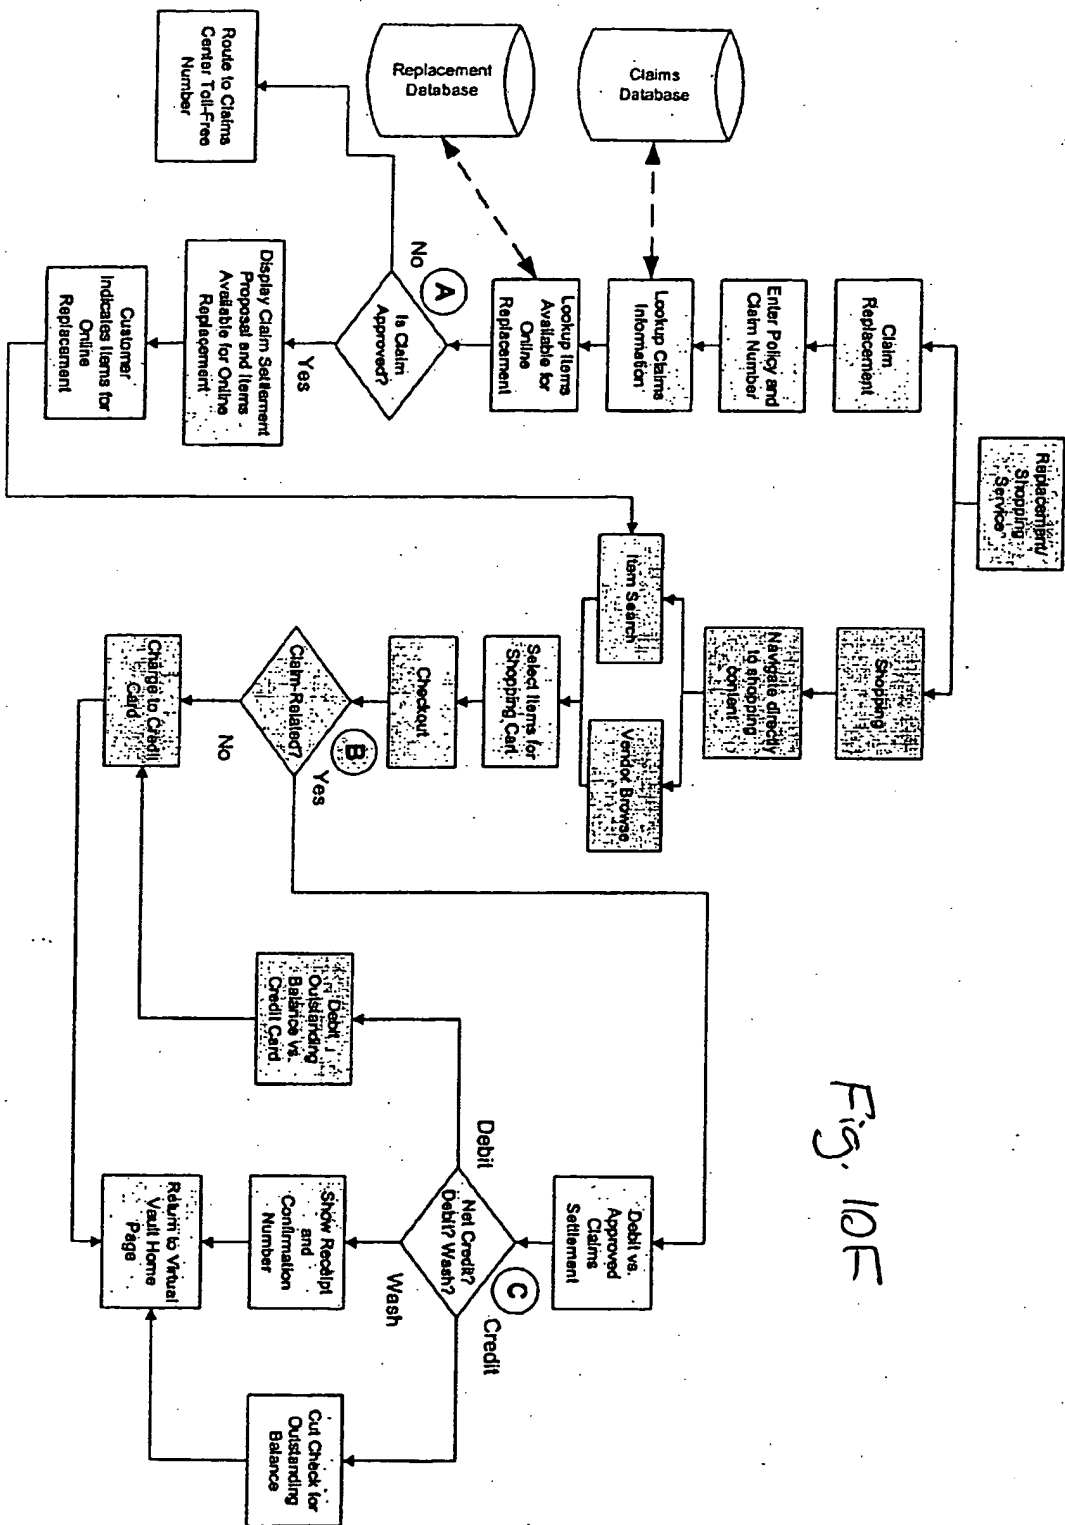 Fig. 10F
Replacement/
Shopping
Service
Claim
Replacement
Enter Policy and
Claim Number
Lookup Claims
Information
Claims
Database
Lookup Items
Available for
Online
Replacement
Replacement
Database
A
Is Claim
Approved?
No
Yes
Route to Claims
Center Toll-Free
Number
Display Claim Settlement
Proposal and Items
Available for Online
Replacement
Customer
Indicates Items for
Online
Replacement
Shopping
Navigate directly
to shopping
content
Item Search
Vendor Browse
Select Items for
Shopping Cart
Checkout
B
Claim-Related?
Yes
No
Charge to Credit
Card
Debit vs.
Approved
Claims
Settlement
C
Net Credit?
Debit? Wash?
Debit
Wash
Credit
Debit
Outstanding
Balance vs.
Credit Card
Show Receipt
and
Confirmation
Number
Cut Check for
Outstanding
Balance
Return to Virtual
Vault Home
Page